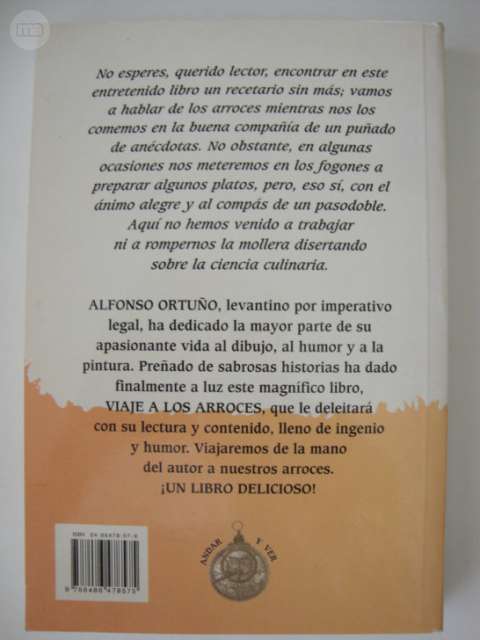 No esperes, querido lector, encontrar en este
entretenido libro un recetario sin más; vamos
a hablar de los arroces mientras nos los
comemos en la buena compañía de un puñado
de anécdotas. No obstante, en algunas
ocasiones nos meteremos en los fogones a
preparar algunos platos, pero, eso sí, con el
ánimo alegre y al compás de un pasodoble.
Aquí no hemos venido a trabajar
ni a rompernos la mollera disertando
sobre la ciencia culinaria.
ALFONSO ORTUÑO, levantino por imperativo
legal, ha dedicado la mayor parte de su
apasionante vida al dibujo, al humor y a la
pintura. Preñado de sabrosas historias ha dado
finalmente a luz este magnífico libro,
VIAJE A LOS ARROCES, que le deleitará
con su lectura y contenido, lleno de ingenio
y humor. Viajaremos de la mano
del autor a nuestros arroces.
¡UN LIBRO DELICIOSO!
ANDAR Y VER
ISBN